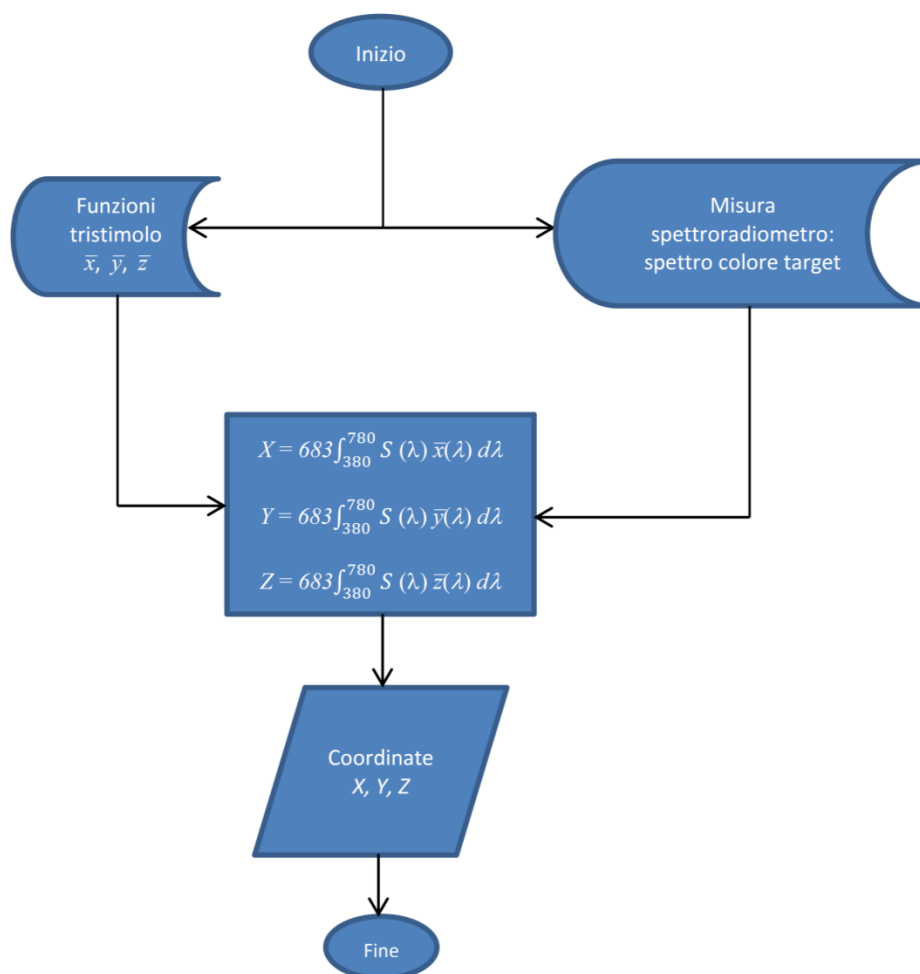 Inizio
Funzioni
tristimolo
x̅, y̅, z̅
Misura
spettroradiometro:
spettro colore target
X = 683∫₃₈₀⁷⁸⁰ S (λ) x̅(λ) dλ
Y = 683∫₃₈₀⁷⁸⁰ S (λ) y̅(λ) dλ
Z = 683∫₃₈₀⁷⁸⁰ S (λ) z̅(λ) dλ
Coordinate
X, Y, Z
Fine